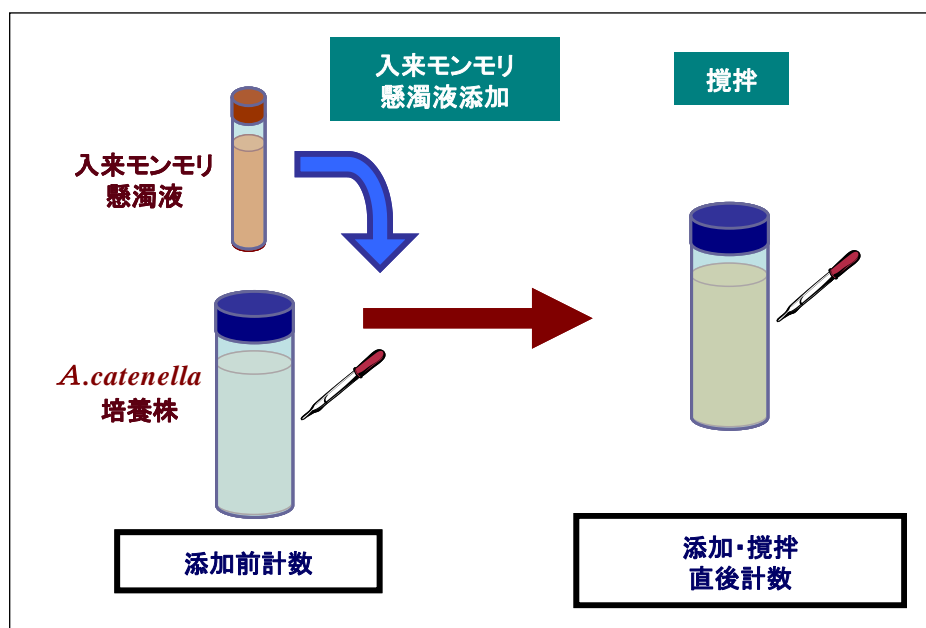 入来モンモリ
懸濁液添加
撹拌
入来モンモリ
懸濁液
A.catenella
培養株
添加前計数
添加・撹拌
直後計数